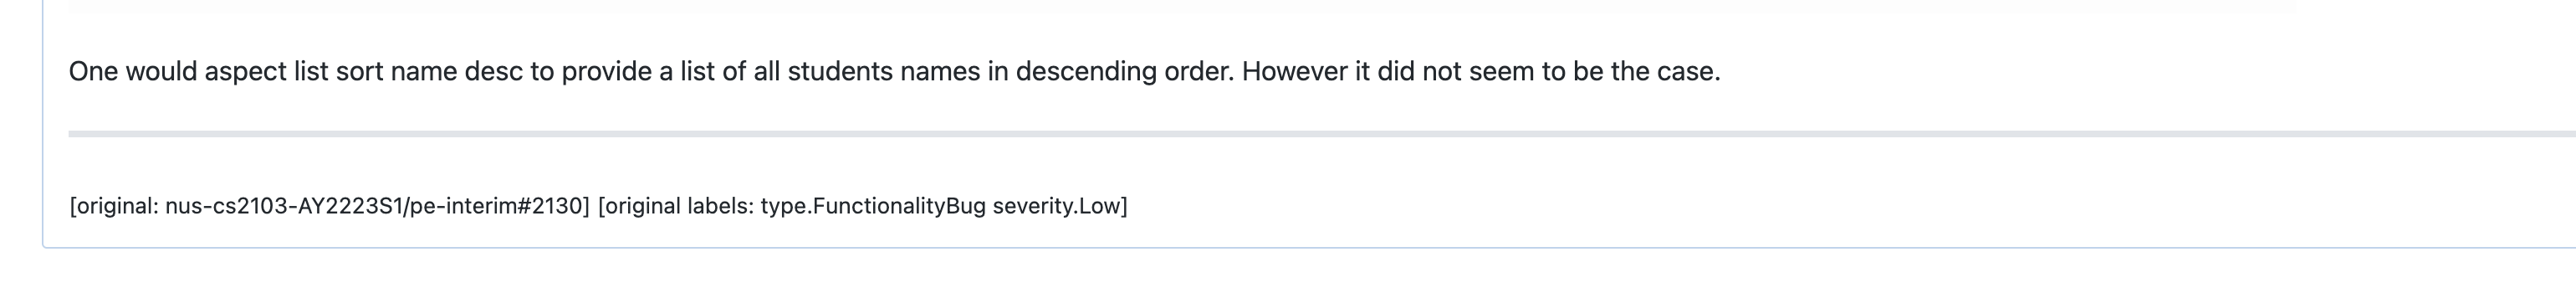 One would aspect list sort name desc to provide a list of all students names in descending order. However it did not seem to be the case.
[original: nus-cs2103-AY2223S1/pe-interim#2130] [original labels: type.FunctionalityBug severity.Low]